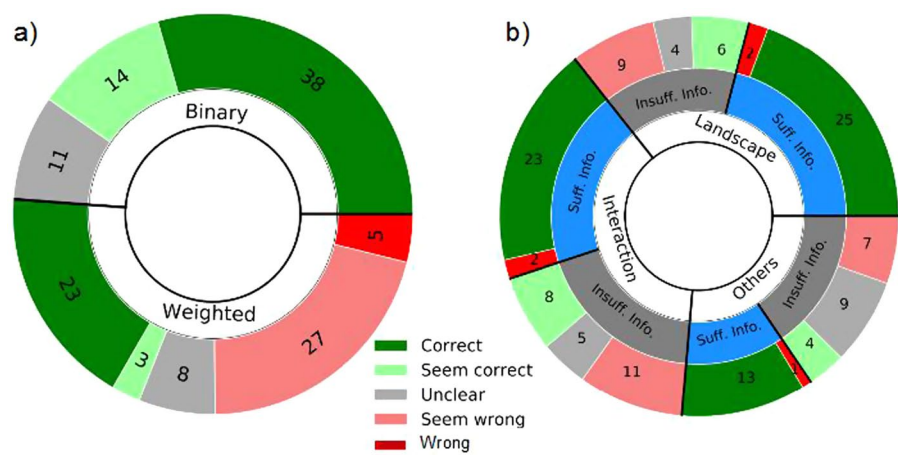 a)
38
14
11
Binary
23
3
8
27
5
Weighted
Correct
Seem correct
Unclear
Seem wrong
Wrong
b)
2
25
Suff. Info.
6
4
9
Insuff. Info.
Landscape
23
2
Suff. Info.
Interaction
8
5
11
Insuff. Info.
13
Suff. Info.
Others
4
9
7
Insuff. Info.